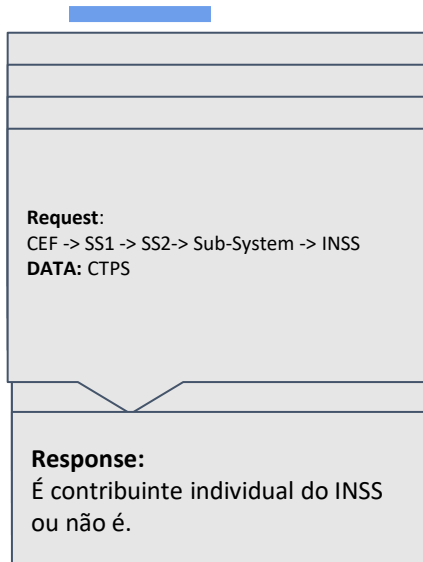 Request:
CEF -> SS1 -> SS2-> Sub-System -> INSS
DATA: CTPS
Response:
É contribuinte individual do INSS
ou não é.